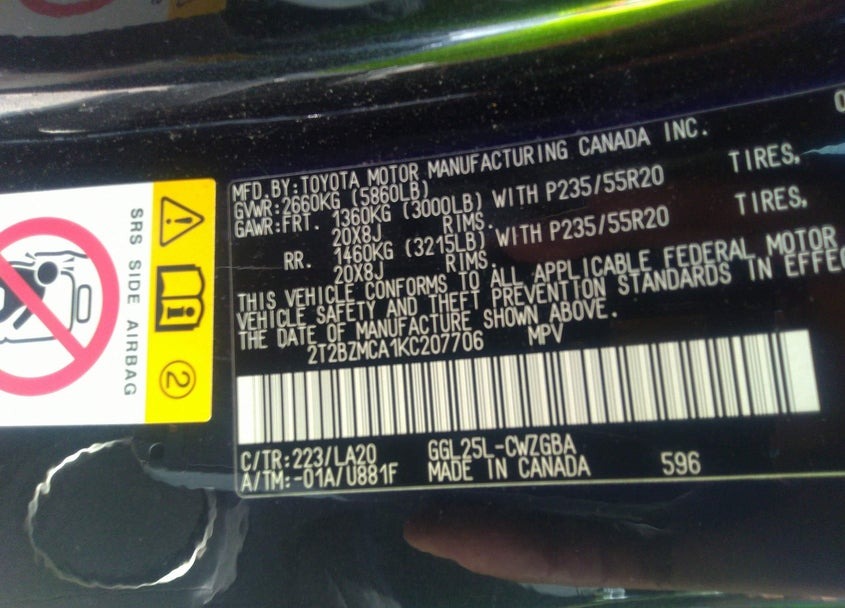 0
MFD. BY: TOYOTA MOTOR MANUFACTURING CANADA INC.
GVWR: 2660KG (5860LB)
GAWR: FRT. 1360KG (3000LB) WITH P235/55R20 TIRES,
20X8J RIMS.
RR. 1460KG (3215LB) WITH P235/55R20 TIRES,
20X8J RIMS.
THIS VEHICLE CONFORMS TO ALL APPLICABLE FEDERAL MOTOR
VEHICLE SAFETY AND THEFT PREVENTION STANDARDS IN EFFEC
THE DATE OF MANUFACTURE SHOWN ABOVE.
2T2BZMCA1KC207706 MPV
C/TR: 223/LA20 GGL25L-CWZGBA
A/TM: -01A/U881F MADE IN CANADA 596
SRS SIDE AIRBAG
2